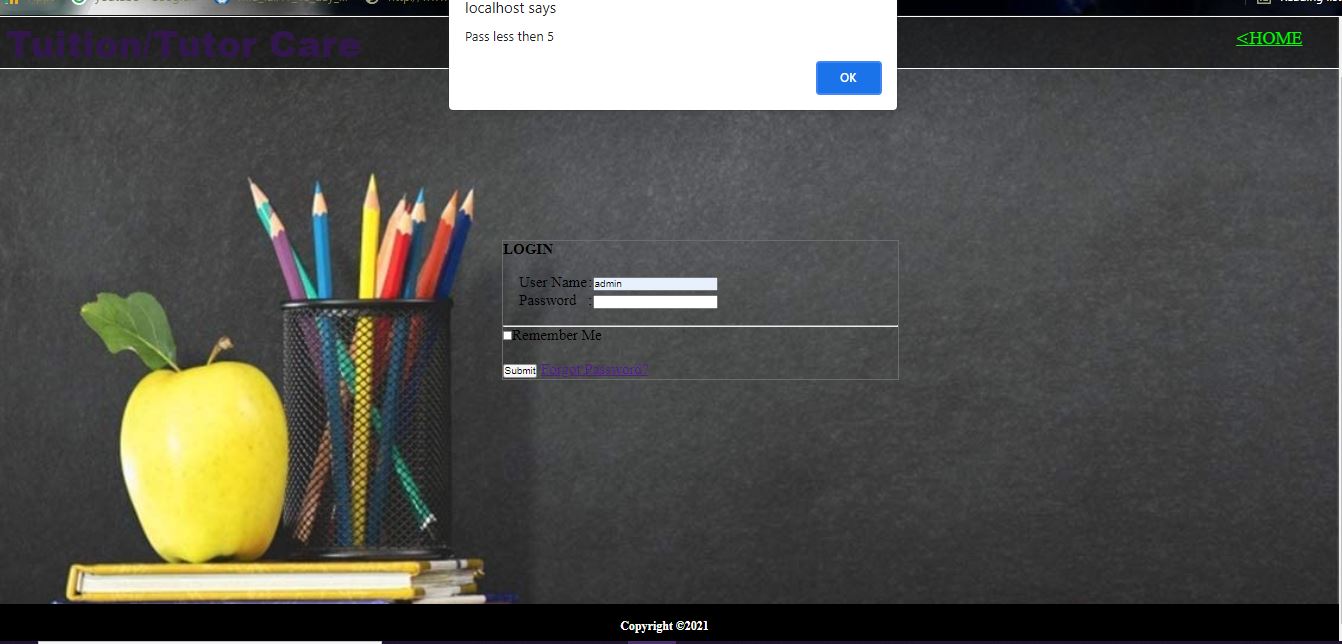 localhost says
Pass less then 5
OK
Tuition/Tutor Care
<HOME
LOGIN
User Name:admin
Password :
Remember Me
Submit Forgot Password?
Copyright ©2021